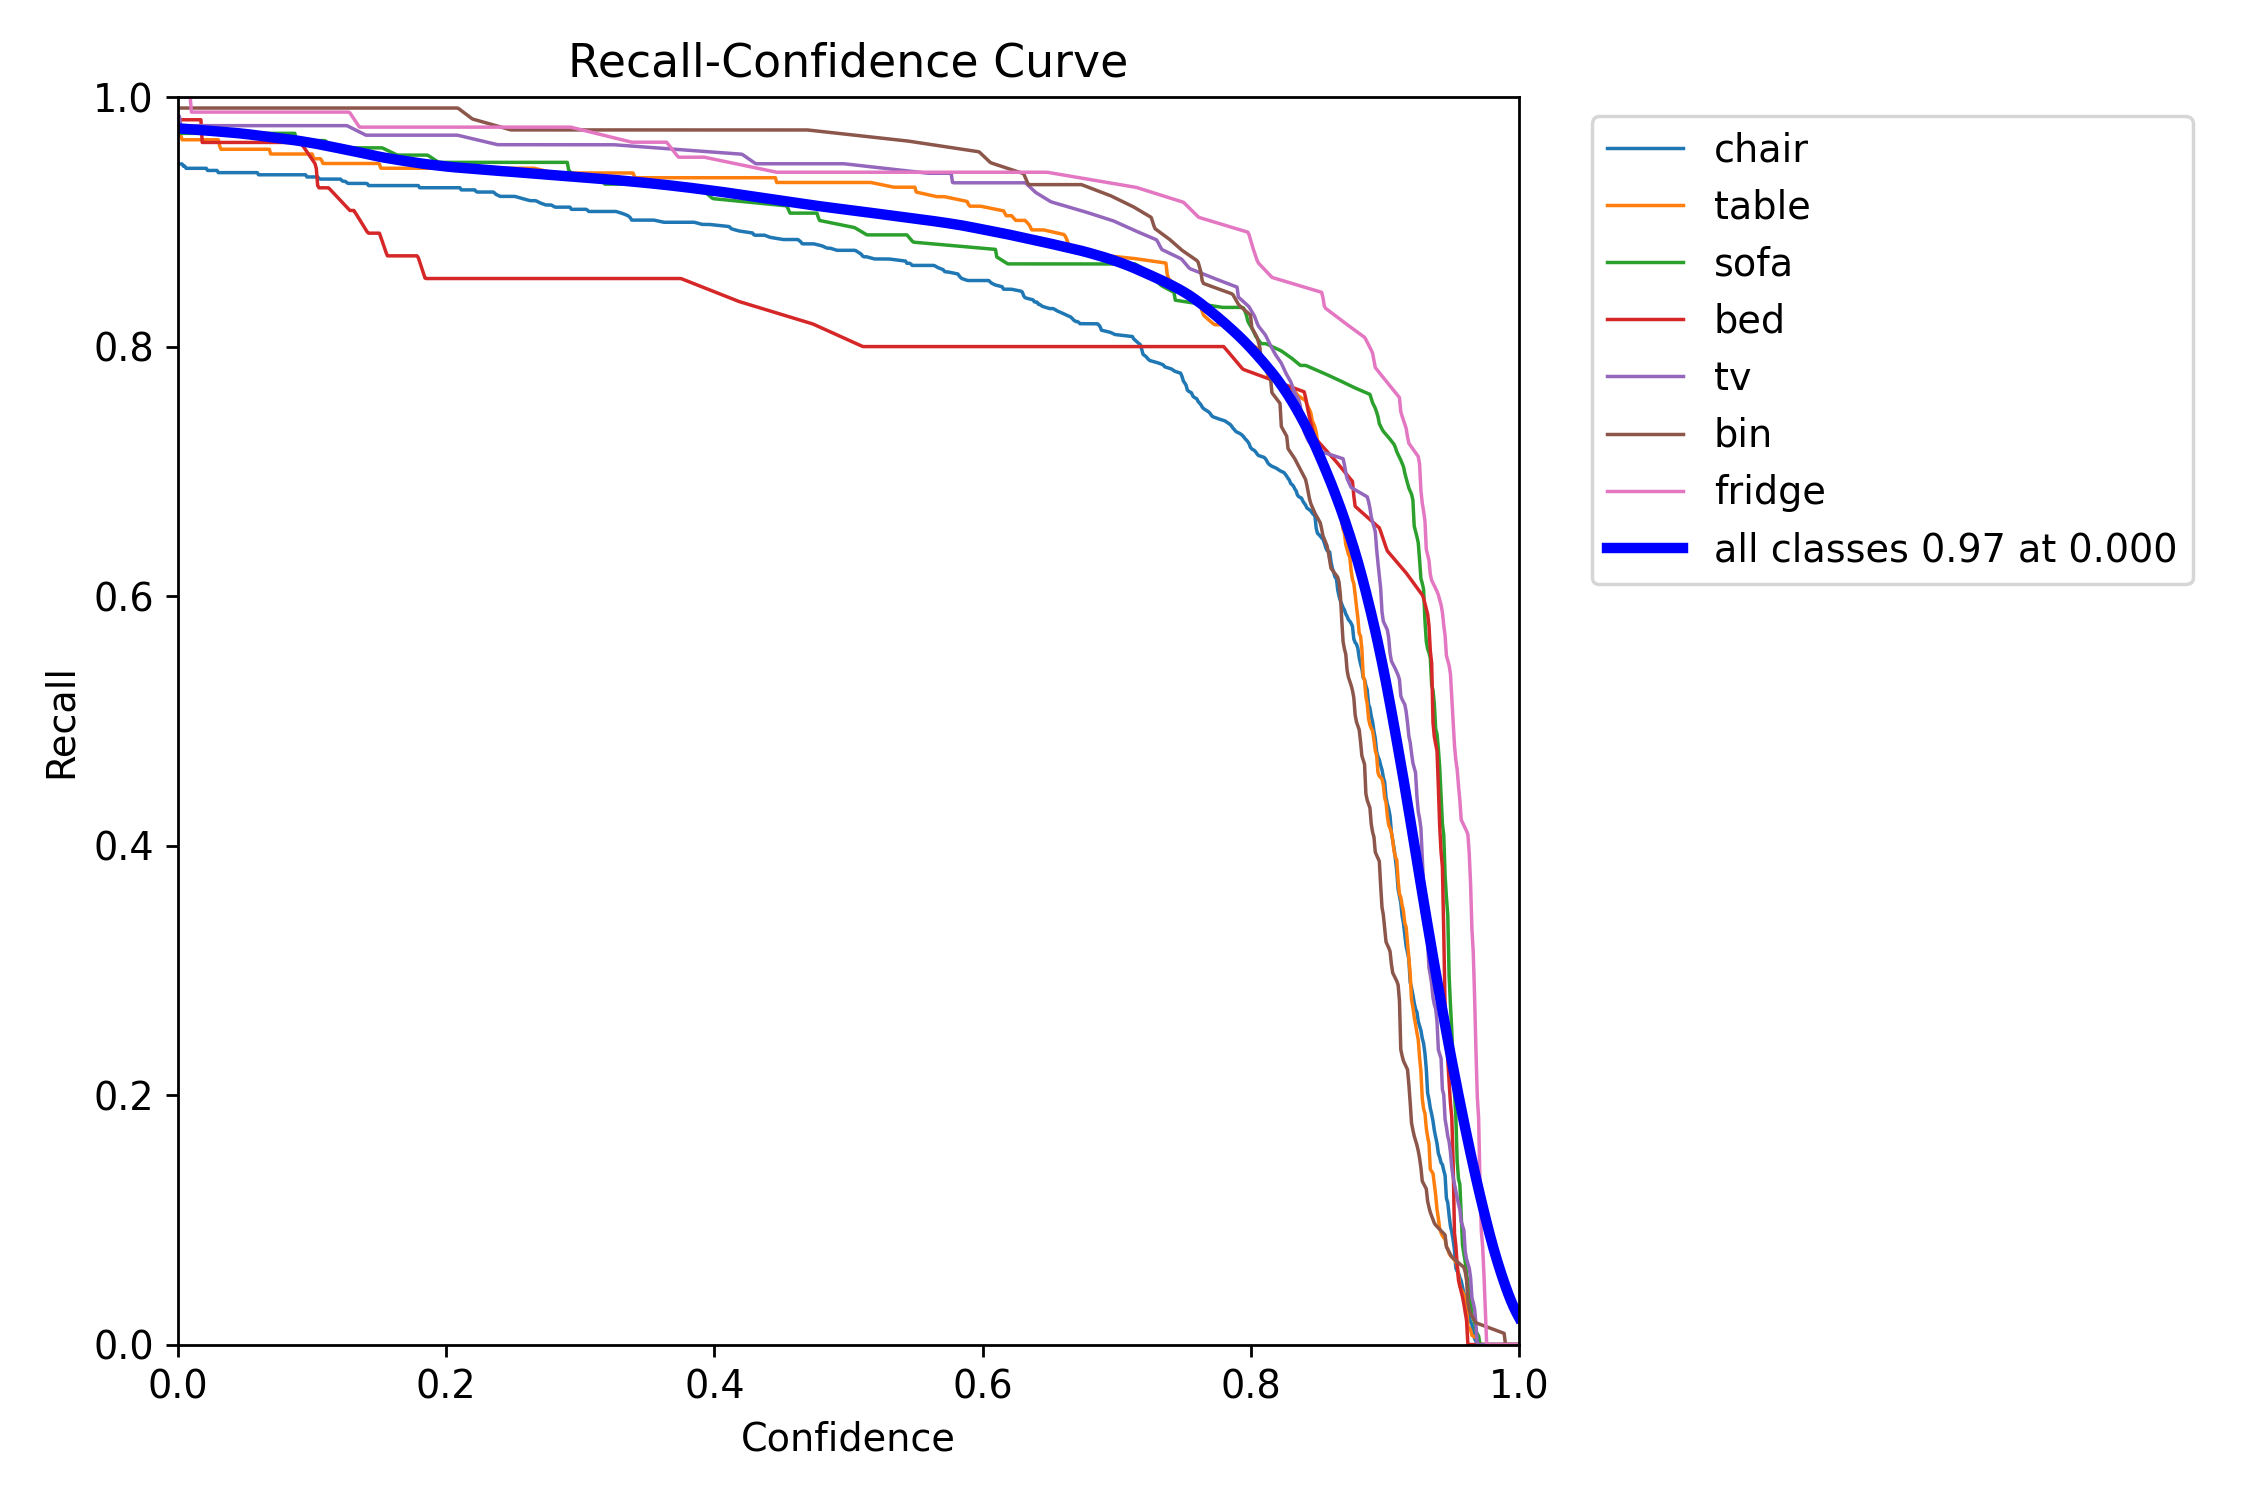 Recall-Confidence Curve
1.0
0.8
0.6
0.4
0.2
0.0
Recall
0.0 0.2 0.4 0.6 0.8 1.0
Confidence
chair
table
sofa
bed
tv
bin
fridge
all classes 0.97 at 0.000